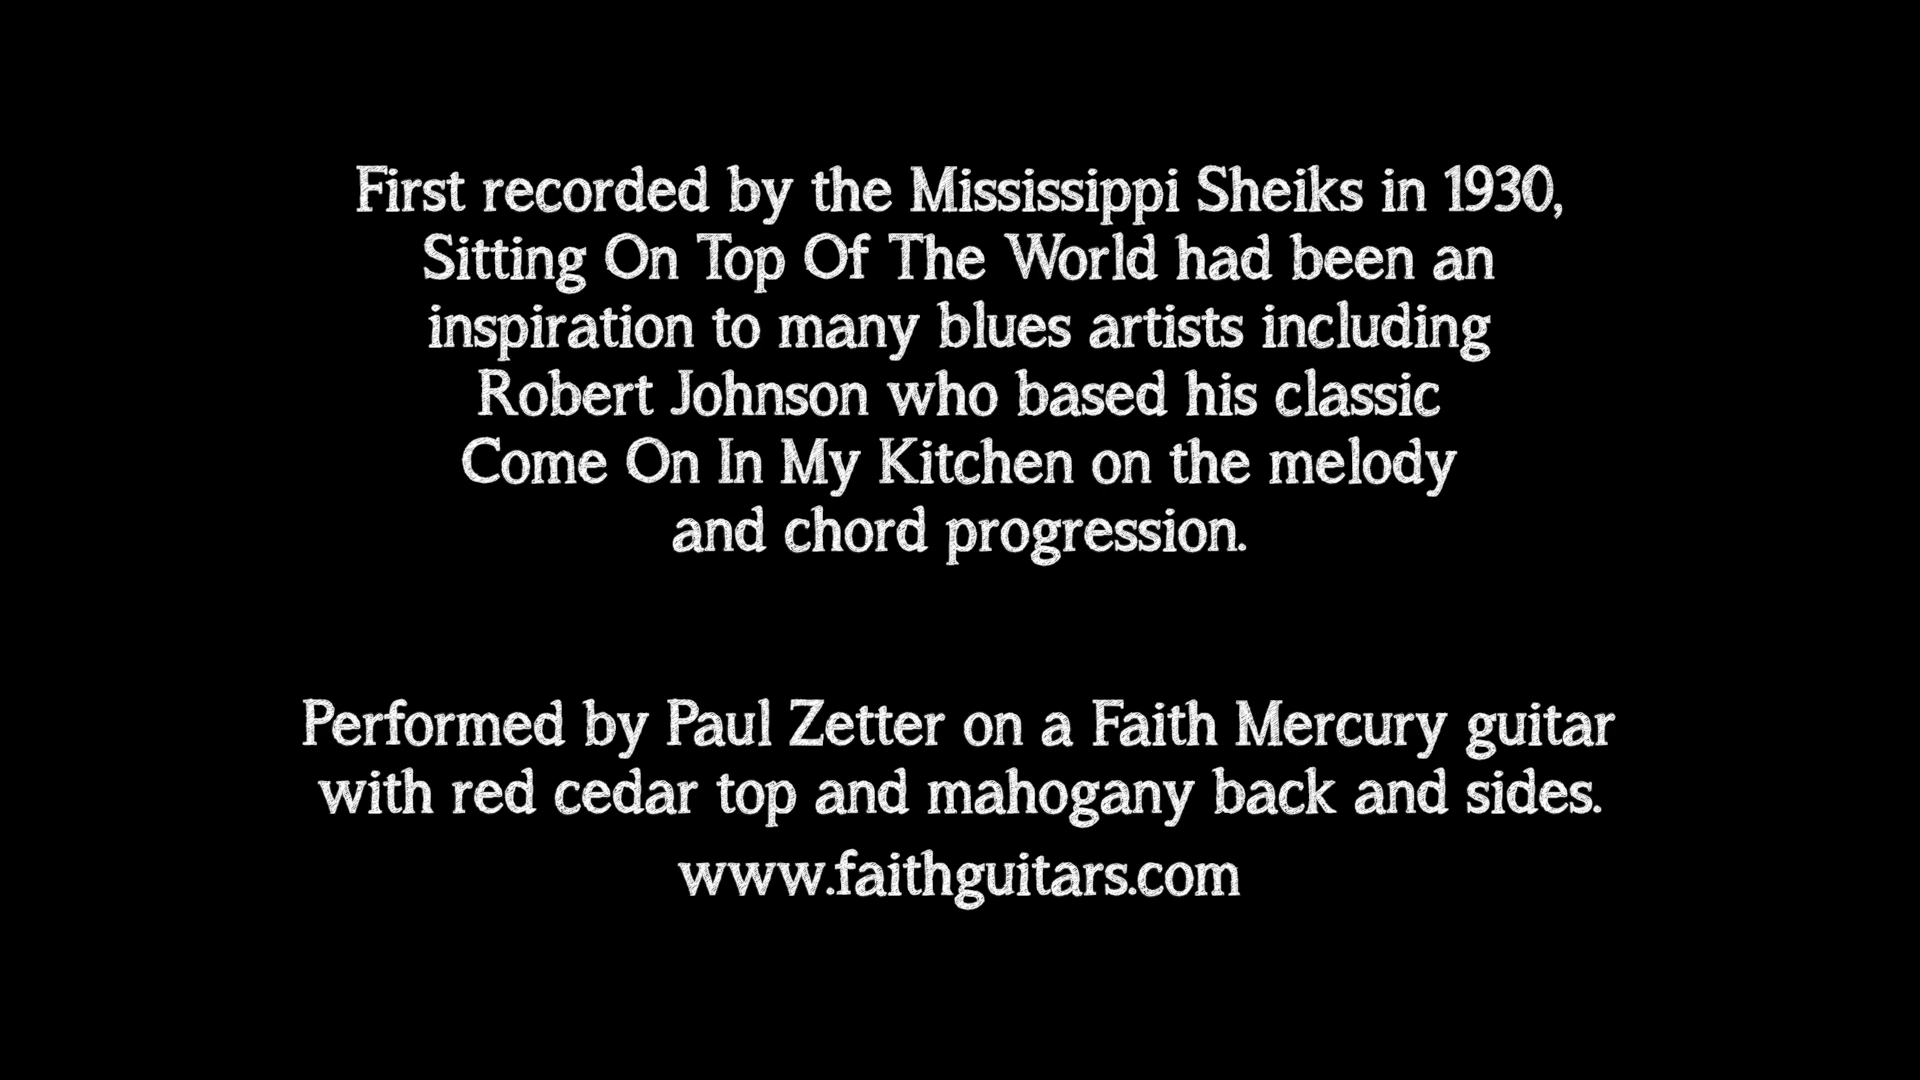 First recorded by the Mississippi Sheiks in 1930,
Sitting On Top Of The World had been an
inspiration to many blues artists including
Robert Johnson who based his classic
Come On In My Kitchen on the melody
and chord progression.
Performed by Paul Zetter on a Faith Mercury guitar
with red cedar top and mahogany back and sides.
www.faithguitars.com